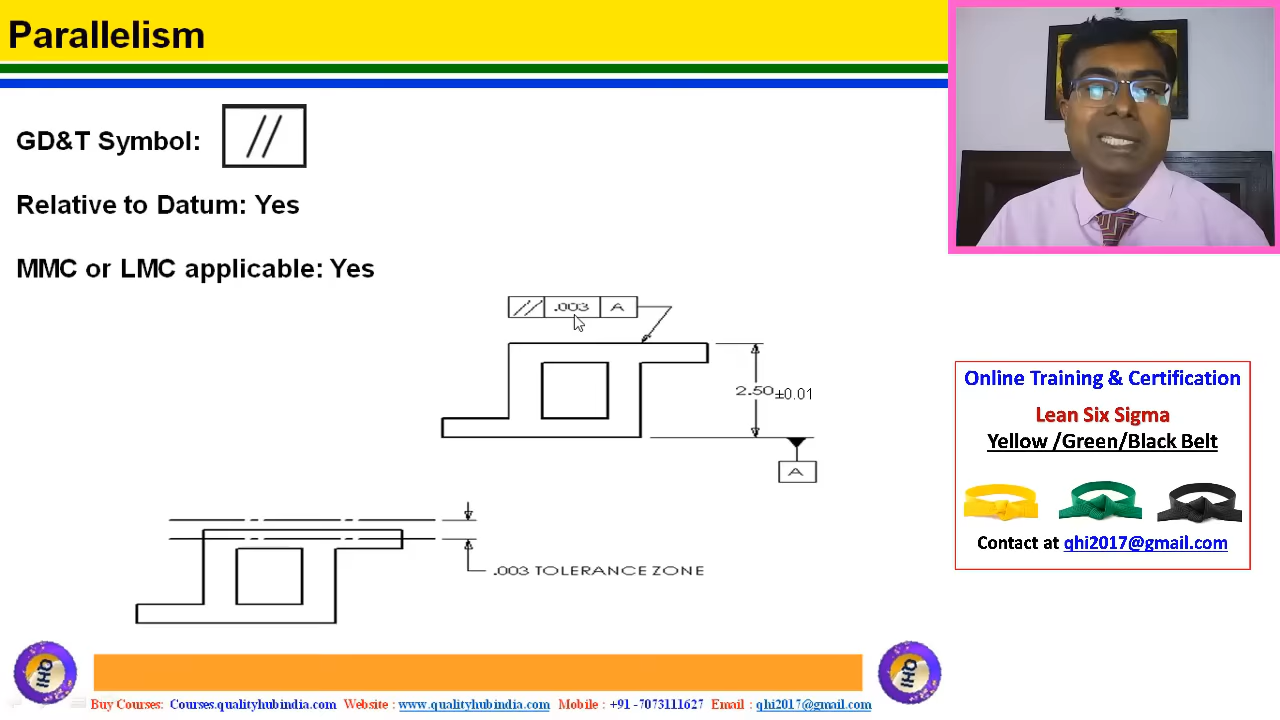 Parallelism
GD&T Symbol: //
Relative to Datum: Yes
MMC or LMC applicable: Yes
// .003 A
2.50 ±0.01
A
.003 TOLERANCE ZONE
Online Training & Certification
Lean Six Sigma
Yellow /Green/Black Belt
Contact at qhi2017@gmail.com
QHI
QHI
Buy Courses: Courses.qualityhubindia.com Website : www.qualityhubindia.com Mobile : +91 -7073111627 Email : qhi2017@gmail.com